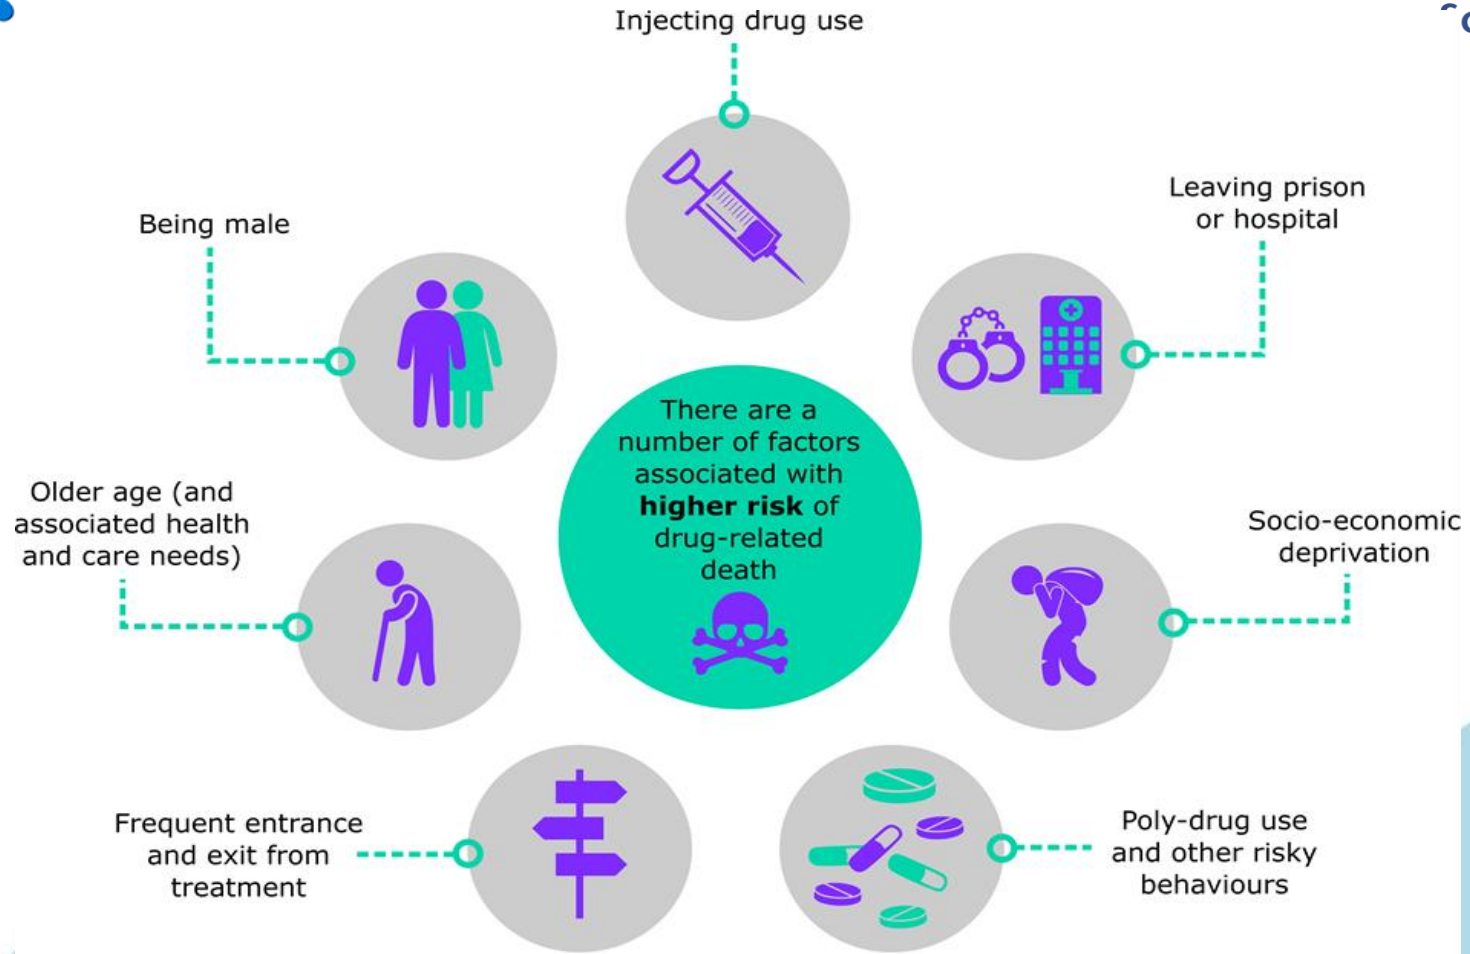 Injecting drug use
Leaving prison
or hospital
Being male
There are a
number of factors
associated with
higher risk of
drug-related
death
Older age (and
associated health
and care needs)
Socio-economic
deprivation
Frequent entrance
and exit from
treatment
Poly-drug use
and other risky
behaviours